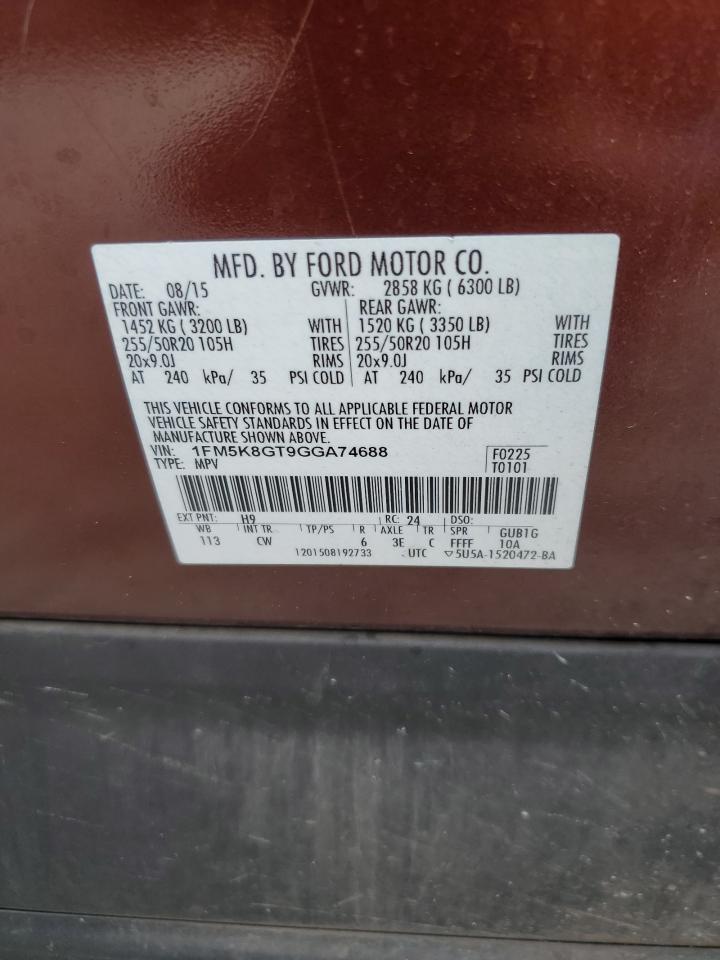 MFD. BY FORD MOTOR CO.
DATE: 08/15 GVWR: 2858 KG ( 6300 LB)
FRONT GAWR: REAR GAWR:
1452 KG ( 3200 LB) WITH 1520 KG ( 3350 LB) WITH
255/50R20 105H TIRES 255/50R20 105H TIRES
20x9.0J RIMS 20x9.0J RIMS
AT 240 kPa/ 35 PSI COLD AT 240 kPa/ 35 PSI COLD
THIS VEHICLE CONFORMS TO ALL APPLICABLE FEDERAL MOTOR
VEHICLE SAFETY STANDARDS IN EFFECT ON THE DATE OF
MANUFACTURE SHOWN ABOVE.
VIN: 1FM5K8GT9GGA74688 F0225
TYPE: MPV T0101
EXT PNT: H9 RC: 24 DSO:
WB INT TR TP/PS R AXLE TR SPR GUB1G
113 CW 6 3E C FFFF 10A
1201508192733 UTC ▽5U5A-1520472-BA